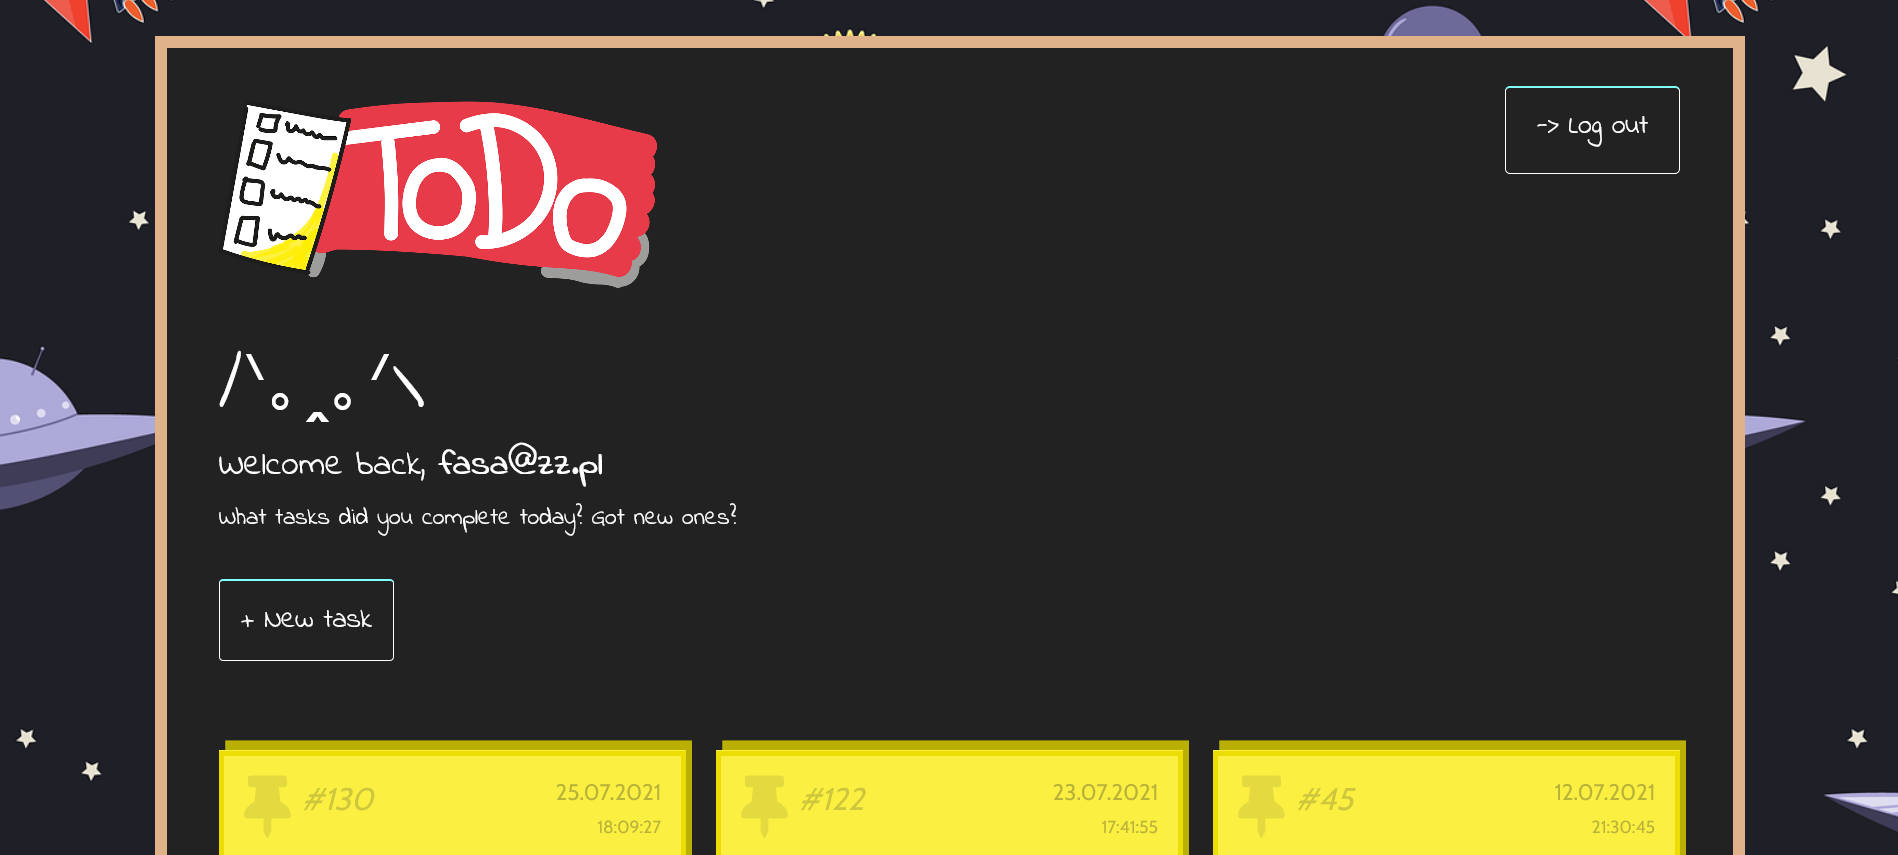 ToDo
-> Log out
/\ 。 ‸ 。 /\
Welcome back, fasa@zz.pl
What tasks did you complete today? Got new ones?
+ New task
#130
25.07.2021
18:09:27
#122
23.07.2021
17:41:55
#45
12.07.2021
21:30:45